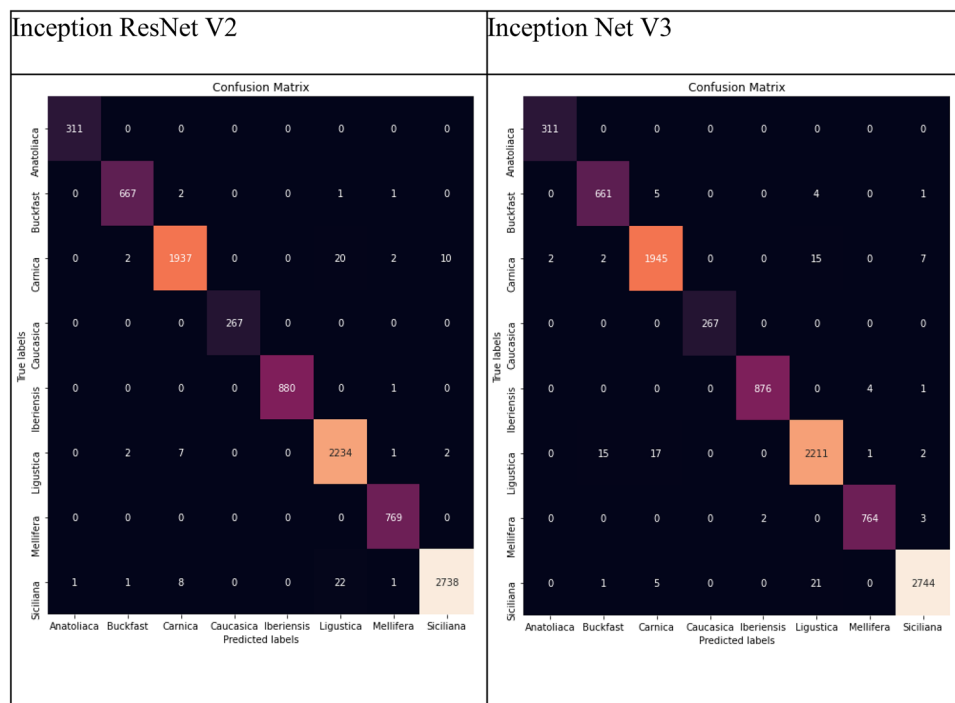 Inception ResNet V2
Inception Net V3
Confusion Matrix
True labels
Anatoliaca
311 0 0 0 0 0 0 0
Buckfast
0 667 2 0 0 1 1 0
Carnica
0 2 1937 0 0 20 2 10
Caucasica
0 0 0 267 0 0 0 0
Iberiensis
0 0 0 0 880 0 1 0
Ligustica
0 2 7 0 0 2234 1 2
Mellifera
0 0 0 0 0 0 769 0
Siciliana
1 1 8 0 0 22 1 2738
Anatoliaca Buckfast Carnica Caucasica Iberiensis Ligustica Mellifera Siciliana
Predicted labels
Confusion Matrix
True labels
Anatoliaca
311 0 0 0 0 0 0 0
Buckfast
0 661 5 0 0 4 0 1
Carnica
2 2 1945 0 0 15 0 7
Caucasica
0 0 0 267 0 0 0 0
Iberiensis
0 0 0 0 876 0 4 1
Ligustica
0 15 17 0 0 2211 1 2
Mellifera
0 0 0 0 2 0 764 3
Siciliana
0 1 5 0 0 21 0 2744
Anatoliaca Buckfast Carnica Caucasica Iberiensis Ligustica Mellifera Siciliana
Predicted labels